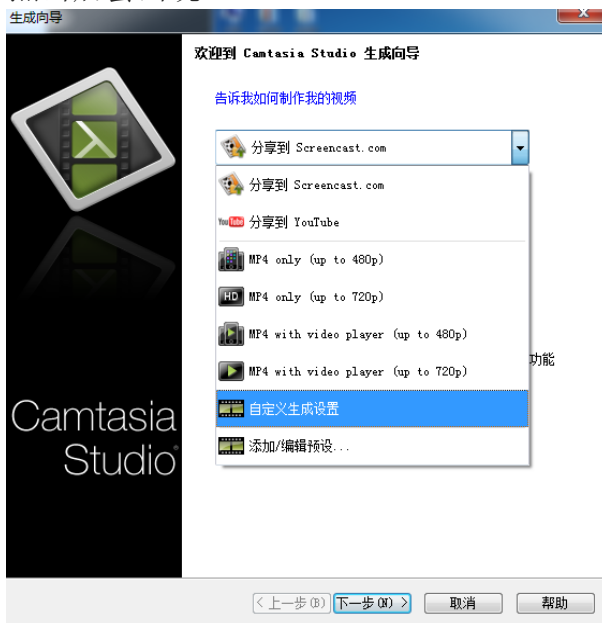 生成向导
欢迎到 Camtasia Studio 生成向导
告诉我如何制作我的视频
分享到 Screencast.com
分享到 Screencast.com
You Tube 分享到 YouTube
MP4 only (up to 480p)
HD MP4 only (up to 720p)
MP4 with video player (up to 480p)
MP4 with video player (up to 720p)
功能
自定义生成设置
添加/编辑预设...
Camtasia
Studio
<上一步(B) 下一步(N)> 取消 帮助